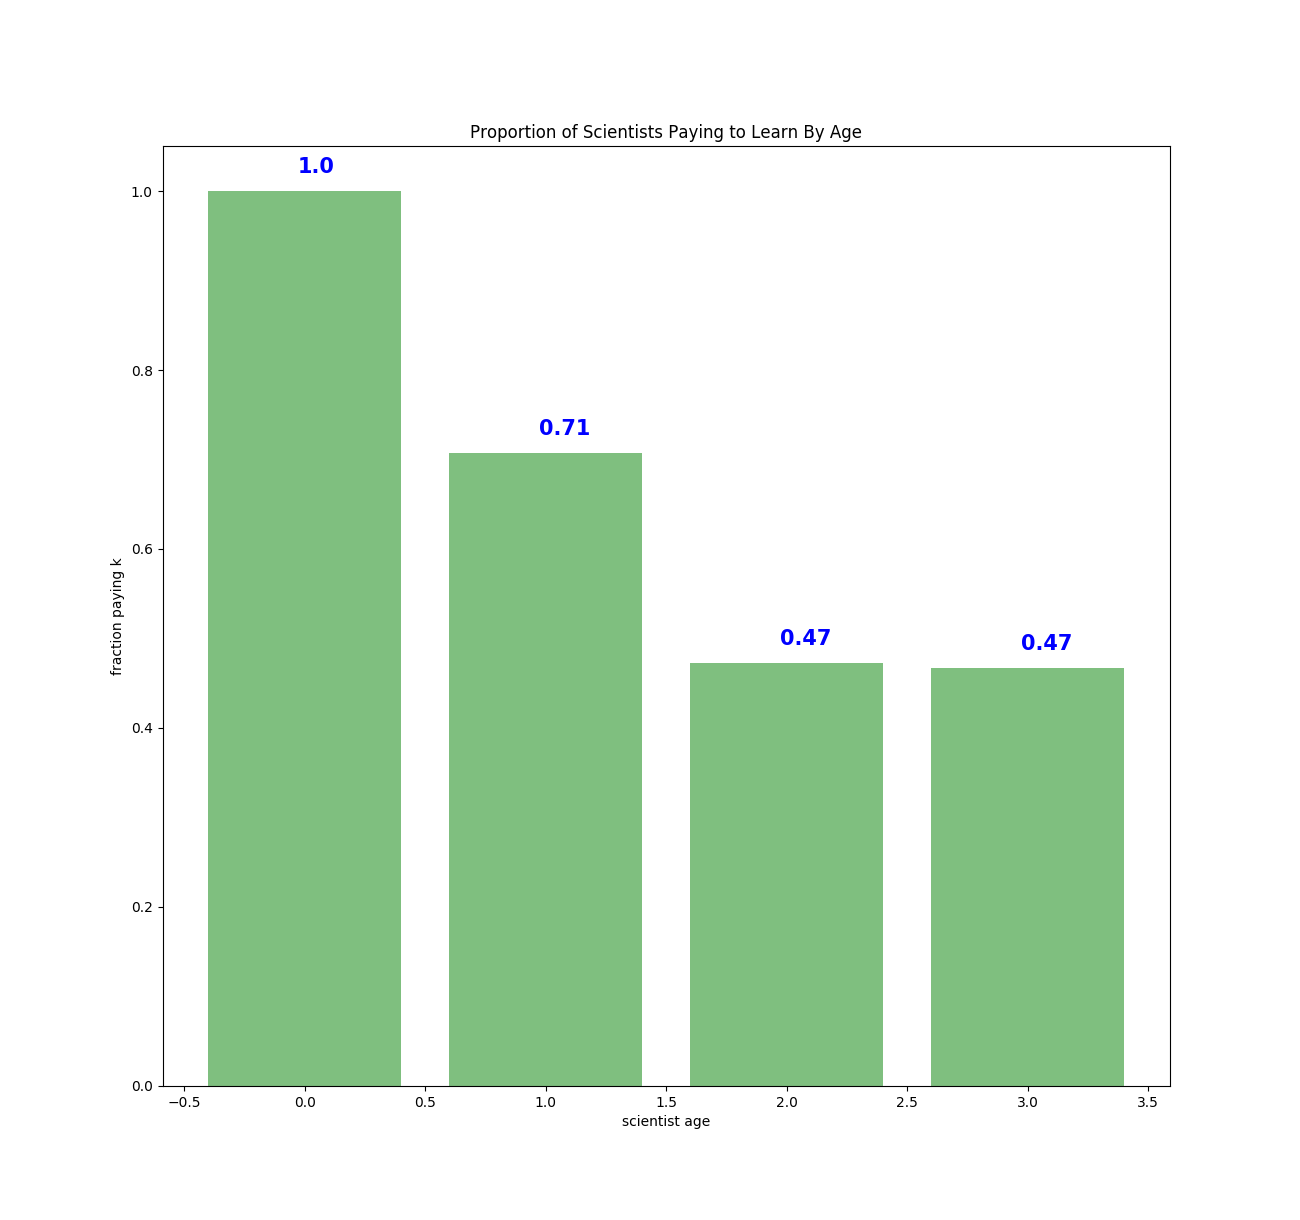 Proportion of Scientists Paying to Learn By Age
1.0
0.71
0.47
0.47
1.0
0.8
0.6
0.4
0.2
0.0
fraction paying k
−0.5 0.0 0.5 1.0 1.5 2.0 2.5 3.0 3.5
scientist age